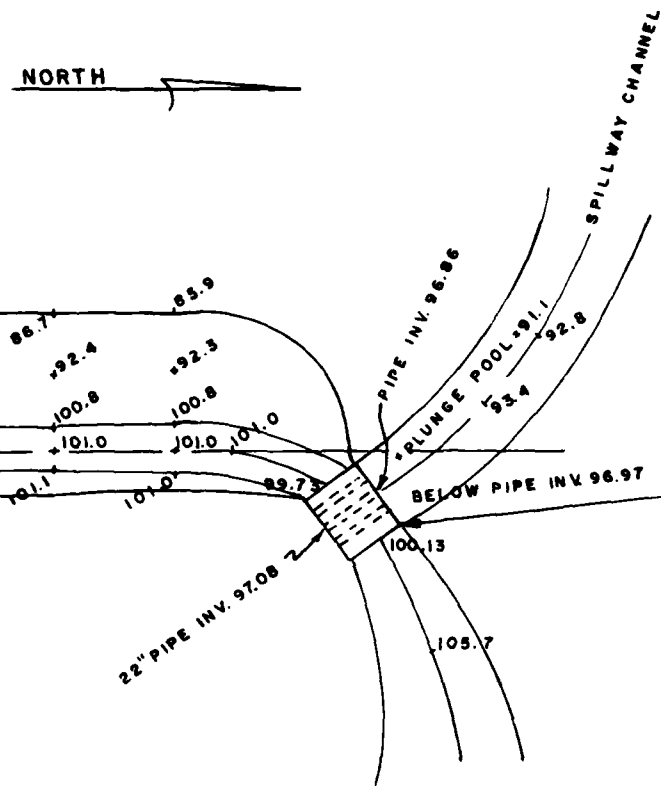 NORTH
SPILLWAY CHANNEL
PIPE INV. 96.86
85.9
86.7
92.4
92.3
PLUNGE POOL 91.1
92.8
93.4
100.8
100.8
101.0
101.0
101.0
101.1
101.0
99.73
BELOW PIPE INV. 96.97
100.13
22" PIPE INV. 97.08
105.7